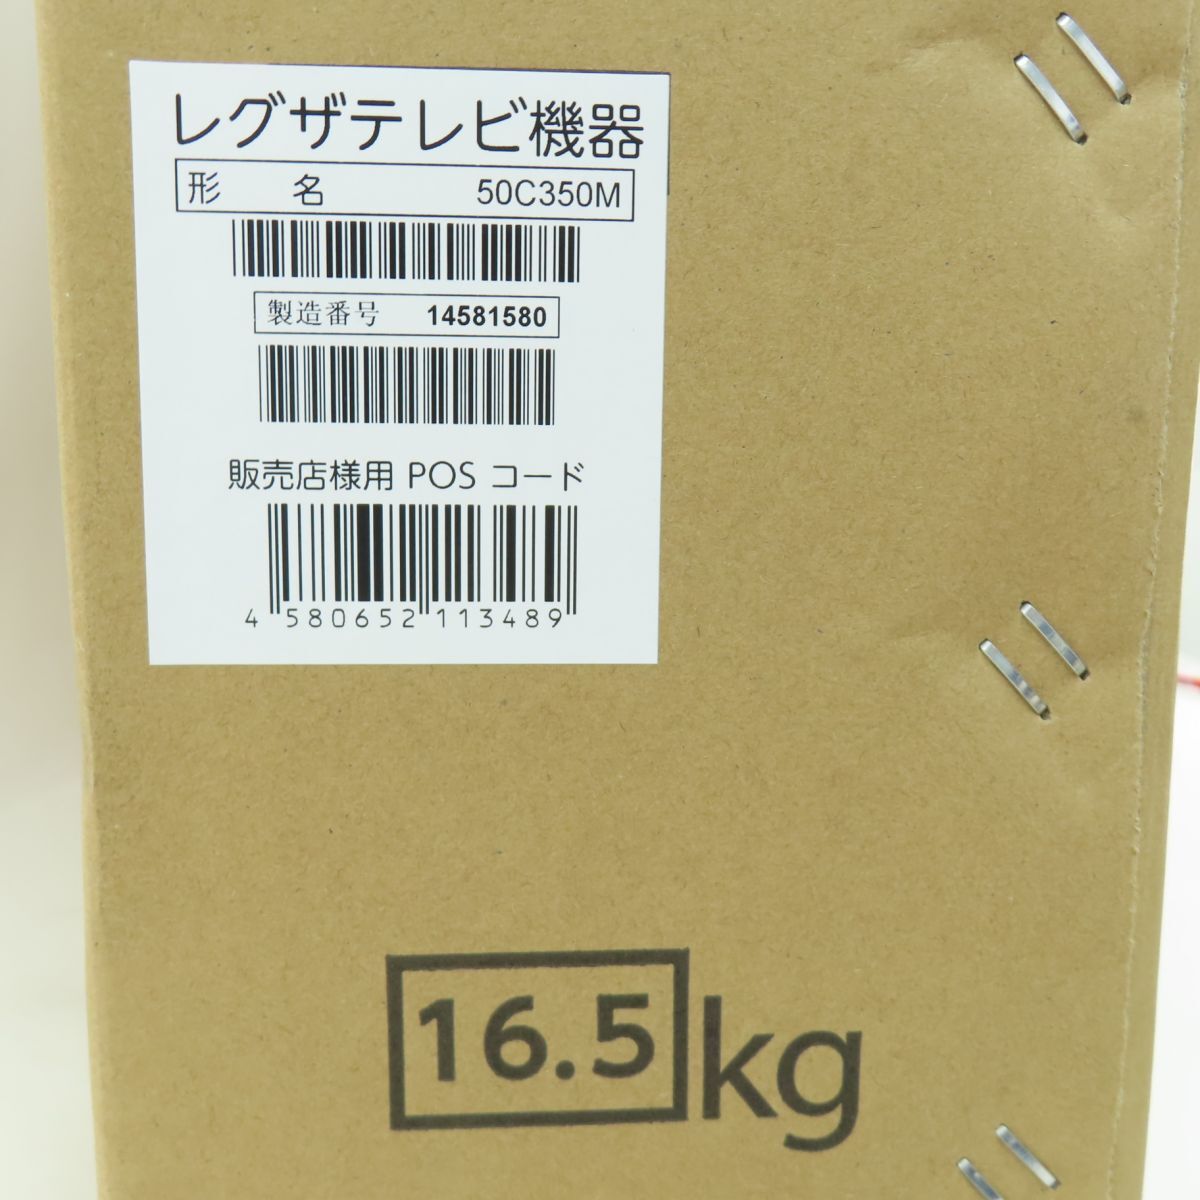 レグザテレビ機器
形名 50C350M
製造番号 14581580
販売店様用 POS コード
4 580652 113489
16.5 kg